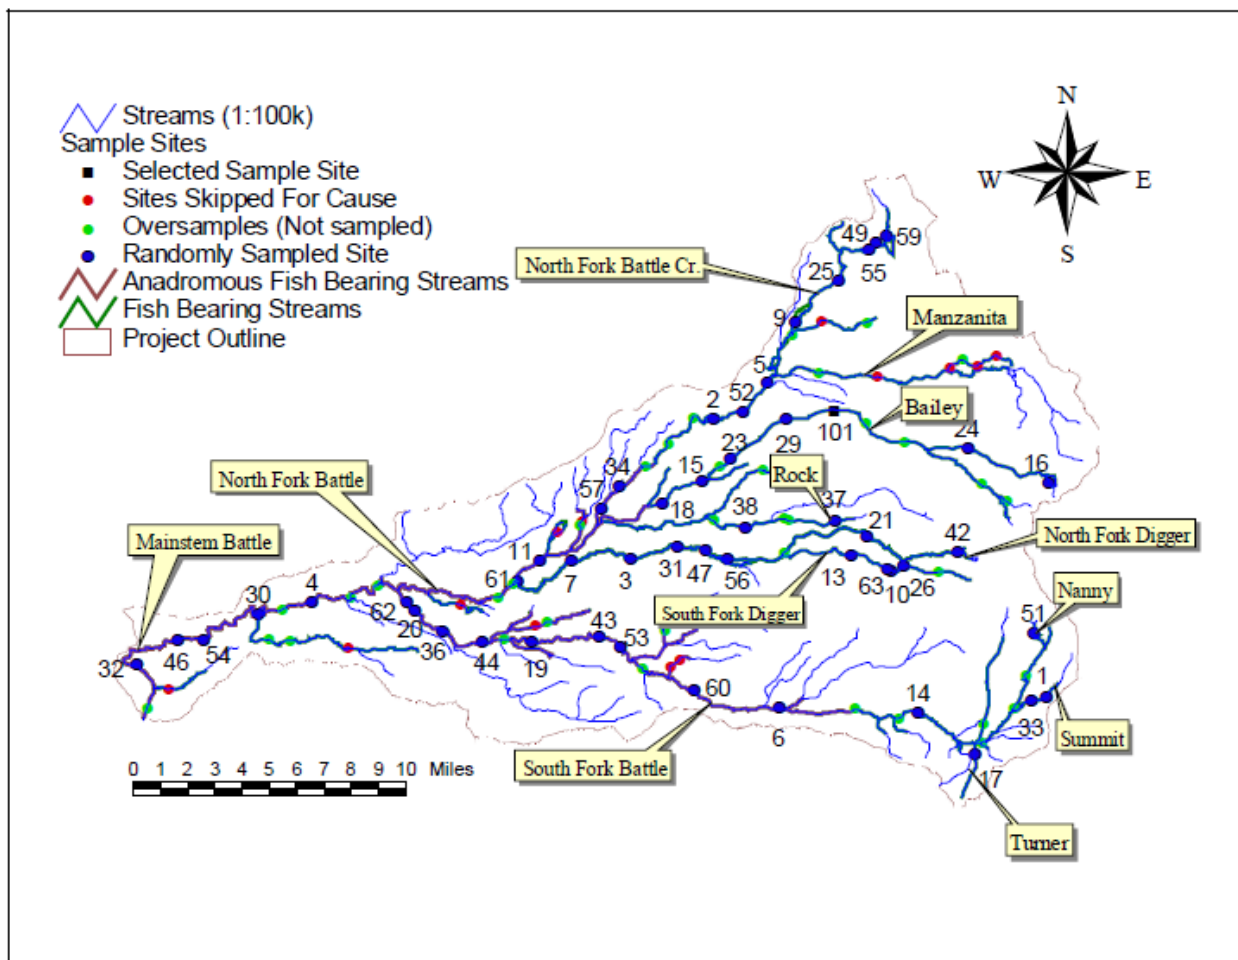 Streams (1:100k)
Sample Sites
Selected Sample Site
Sites Skipped For Cause
Oversamples (Not sampled)
Randomly Sampled Site
Anadromous Fish Bearing Streams
Fish Bearing Streams
Project Outline
N
W E
S
49 59
North Fork Battle Cr.
25 55
9
Manzanita
5
52
2
Bailey
101
24
29
23
16
15
34
Rock
North Fork Battle
57
37
18
38
21
42
North Fork Digger
Mainstem Battle
11
7
3
31
47
56
13
63
10
26
61
30
4
62
20
South Fork Digger
Nanny
51
43
53
36
44
19
54
46
32
60
14
1
33
6
Summit
South Fork Battle
17
0 1 2 3 4 5 6 7 8 9 10 Miles
Turner